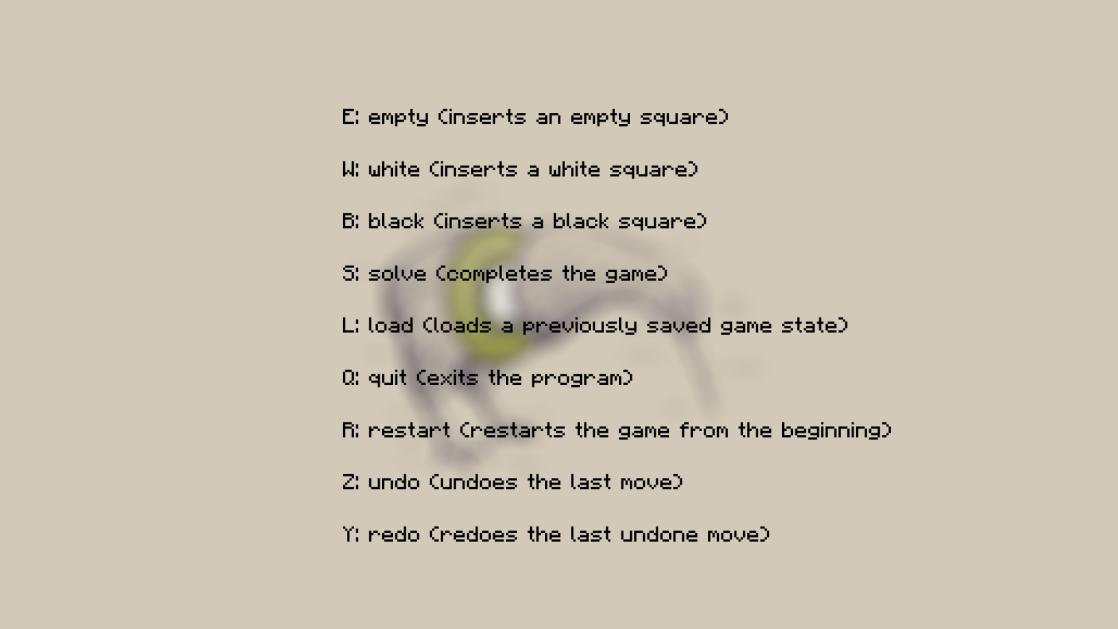 E: empty (inserts an empty square)
W: white (inserts a white square)
B: black (inserts a black square)
S: solve (completes the game)
L: load (loads a previously saved game state)
Q: quit (exits the program)
R: restart (restarts the game from the beginning)
Z: undo (undoes the last move)
Y: redo (redoes the last undone move)